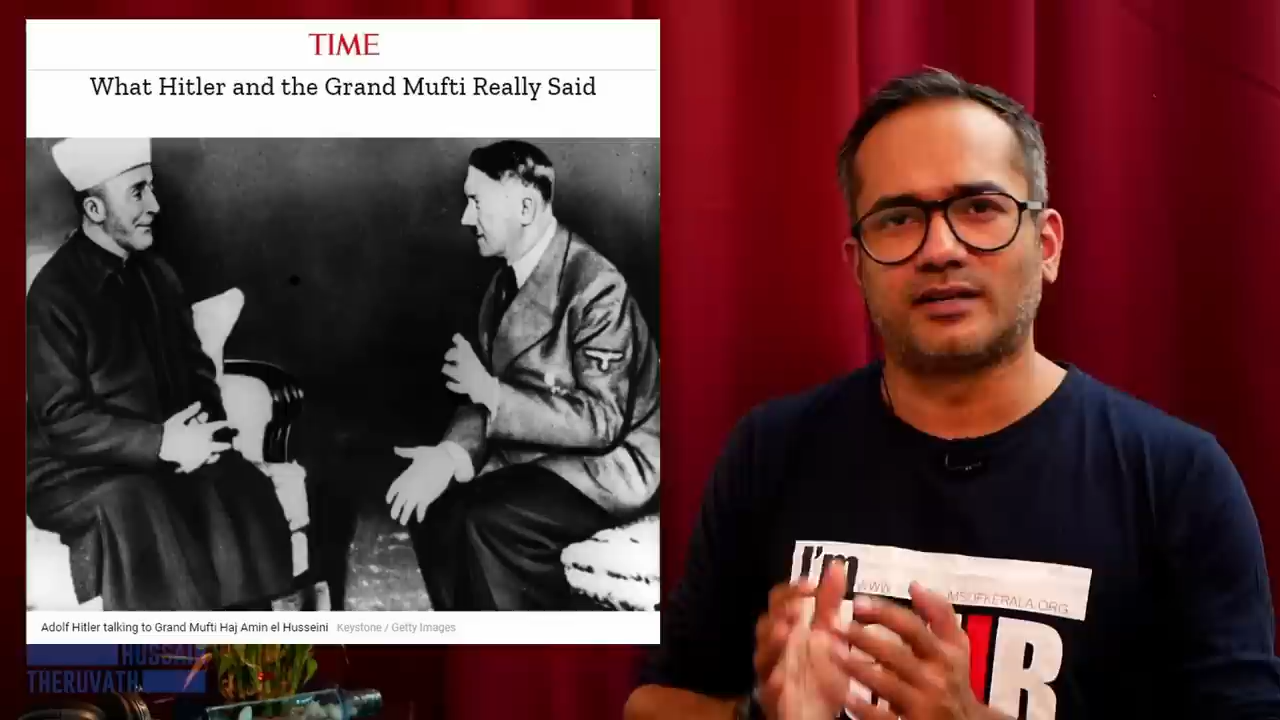 TIME
What Hitler and the Grand Mufti Really Said
Adolf Hitler talking to Grand Mufti Haj Amin el Husseini Keystone / Getty Images
THERUVATH
I'm
WWW